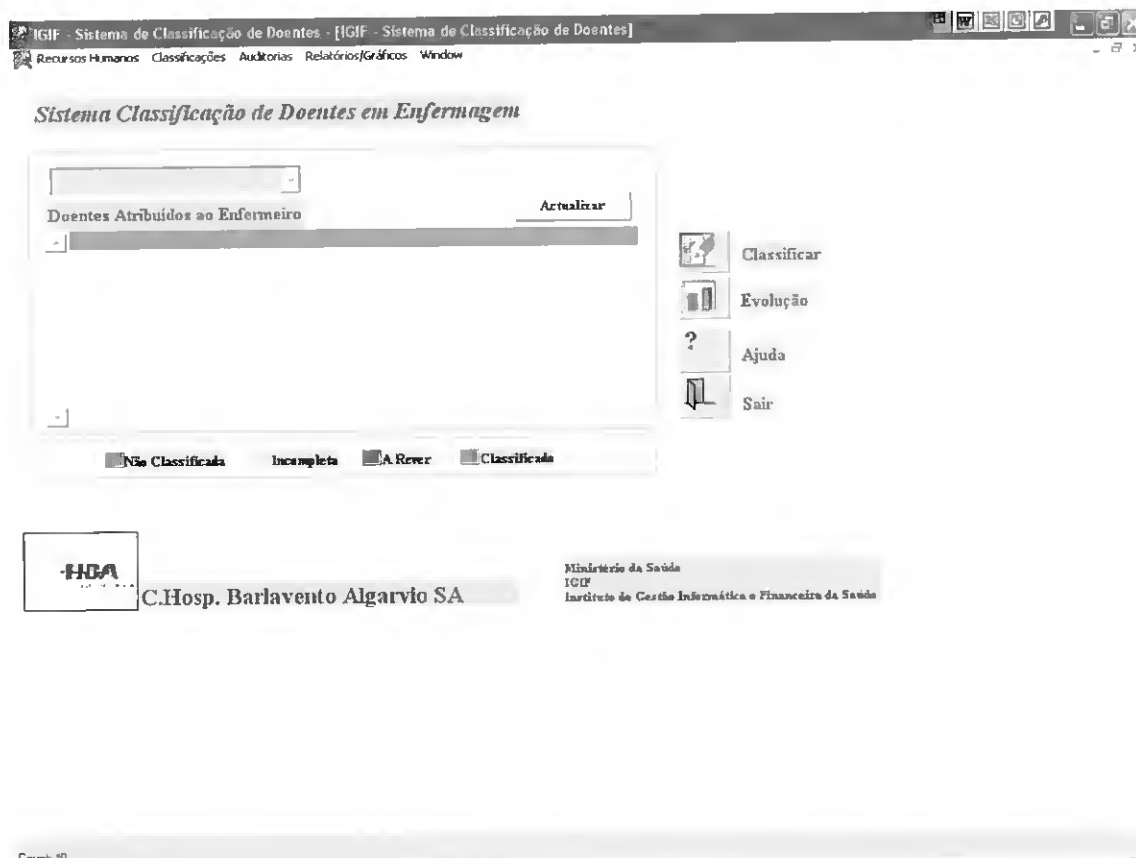 IGIF - Sistema de Classificação de Doentes - [IGIF - Sistema de Classificação de Doentes]
Recursos Humanos Classificações Auditorias Relatórios/Gráficos Window
Sistema Classificação de Doentes em Enfermagem
Actualizar
Doentes Atribuídos ao Enfermeiro
Classificar
Evolução
? Ajuda
Sair
Não Classificada Incompleta A Rever Classificada
HBA
C.Hosp. Barlavento Algarvio SA
Ministério da Saúde
IGIF
Instituto de Gestão Informática e Financeira da Saúde